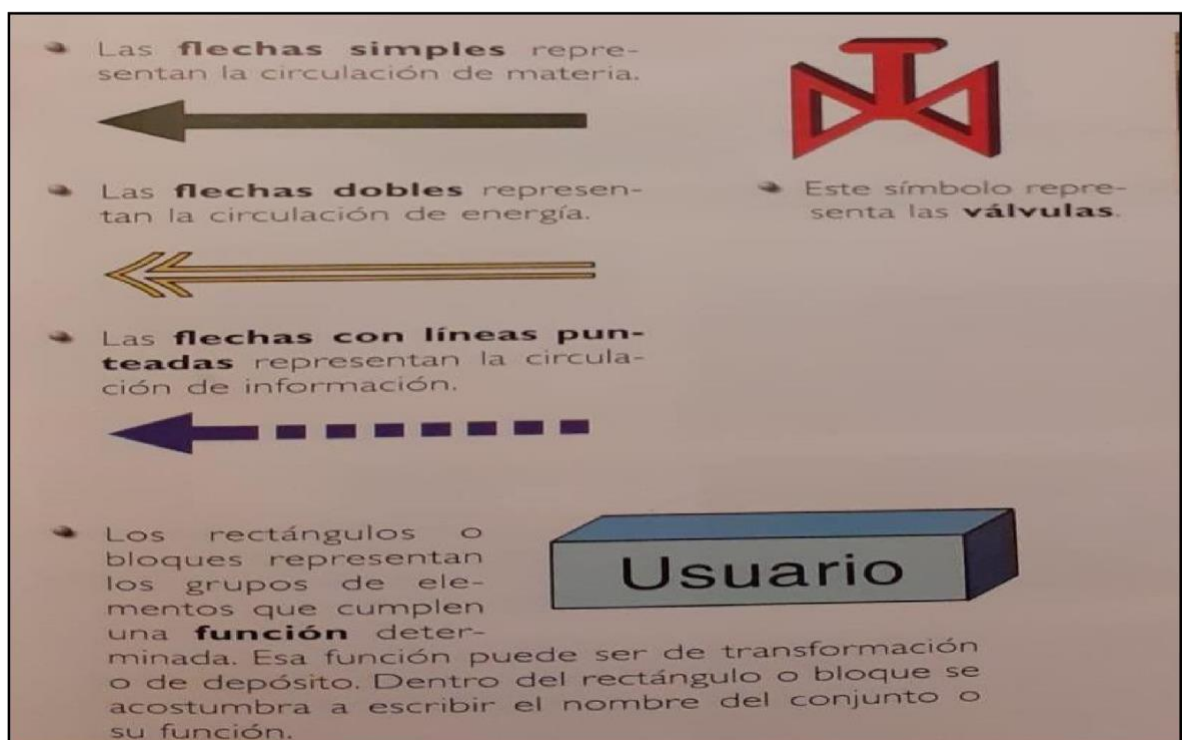 Las flechas simples repre-
sentan la circulación de materia.
Las flechas dobles represen-
tan la circulación de energía.
Este símbolo repre-
senta las válvulas.
Las flechas con líneas pun-
teadas representan la circula-
ción de información.
Los rectángulos o
bloques representan
los grupos de ele-
mentos que cumplen
una función deter-
minada. Esa función puede ser de transformación
o de depósito. Dentro del rectángulo o bloque se
acostumbra a escribir el nombre del conjunto o
su función.
Usuario